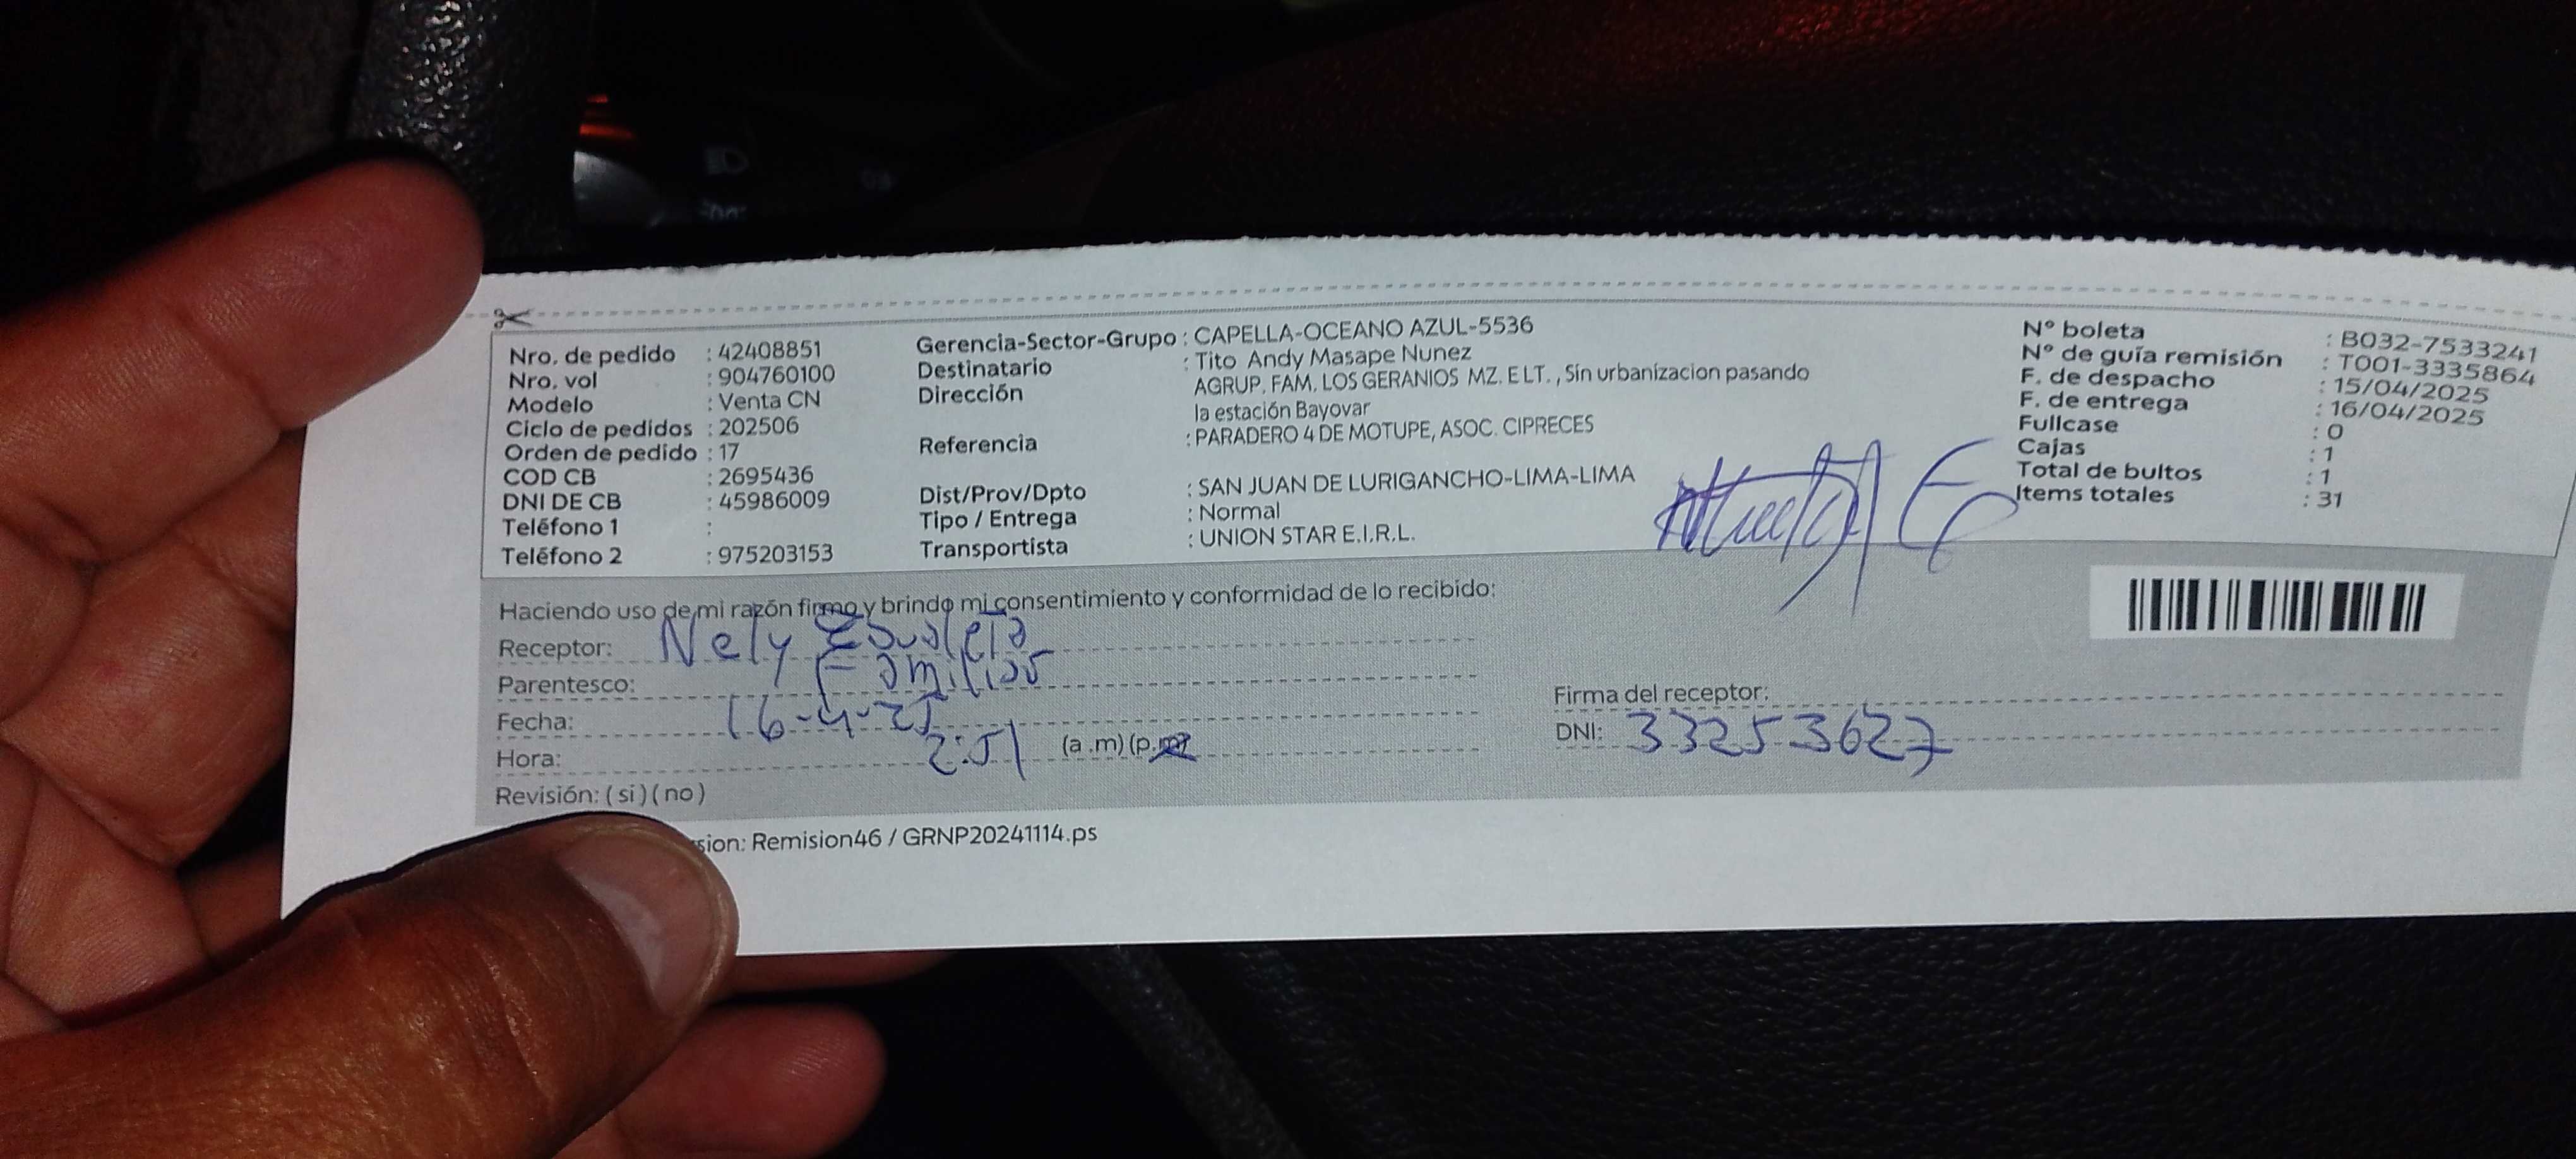 Nro. de pedido : 42408851
Nro. vol : 904760100
Modelo : Venta CN
Ciclo de pedidos : 202506
Orden de pedido : 17
COD CB : 2695436
DNI DE CB : 45986009
Teléfono 1 :
Teléfono 2 : 975203153
Gerencia-Sector-Grupo : CAPELLA-OCEANO AZUL-5536
Destinatario : Tito Andy Masape Nunez
Dirección AGRUP. FAM. LOS GERANIOS MZ. E LT. , Sin urbanizacion pasando
la estación Bayovar
Referencia : PARADERO 4 DE MOTUPE, ASOC. CIPRECES
Dist/Prov/Dpto : SAN JUAN DE LURIGANCHO-LIMA-LIMA
Tipo / Entrega : Normal
Transportista : UNION STAR E.I.R.L.
N° boleta : B032-7533241
N° de guía remisión : T001-3335864
F. de despacho : 15/04/2025
F. de entrega : 16/04/2025
Fullcase : 0
Cajas : 1
Total de bultos : 1
Items totales : 31
Haciendo uso de mi razón firmo y brindo mi consentimiento y conformidad de lo recibido:
Receptor: Nely
Parentesco: Familiar
Fecha: 16-4-25
Hora: 2:51 (a .m) (p.m)
Revisión: ( si ) ( no )
Firma del receptor:
DNI: 33253627
sion: Remision46 / GRNP20241114.ps